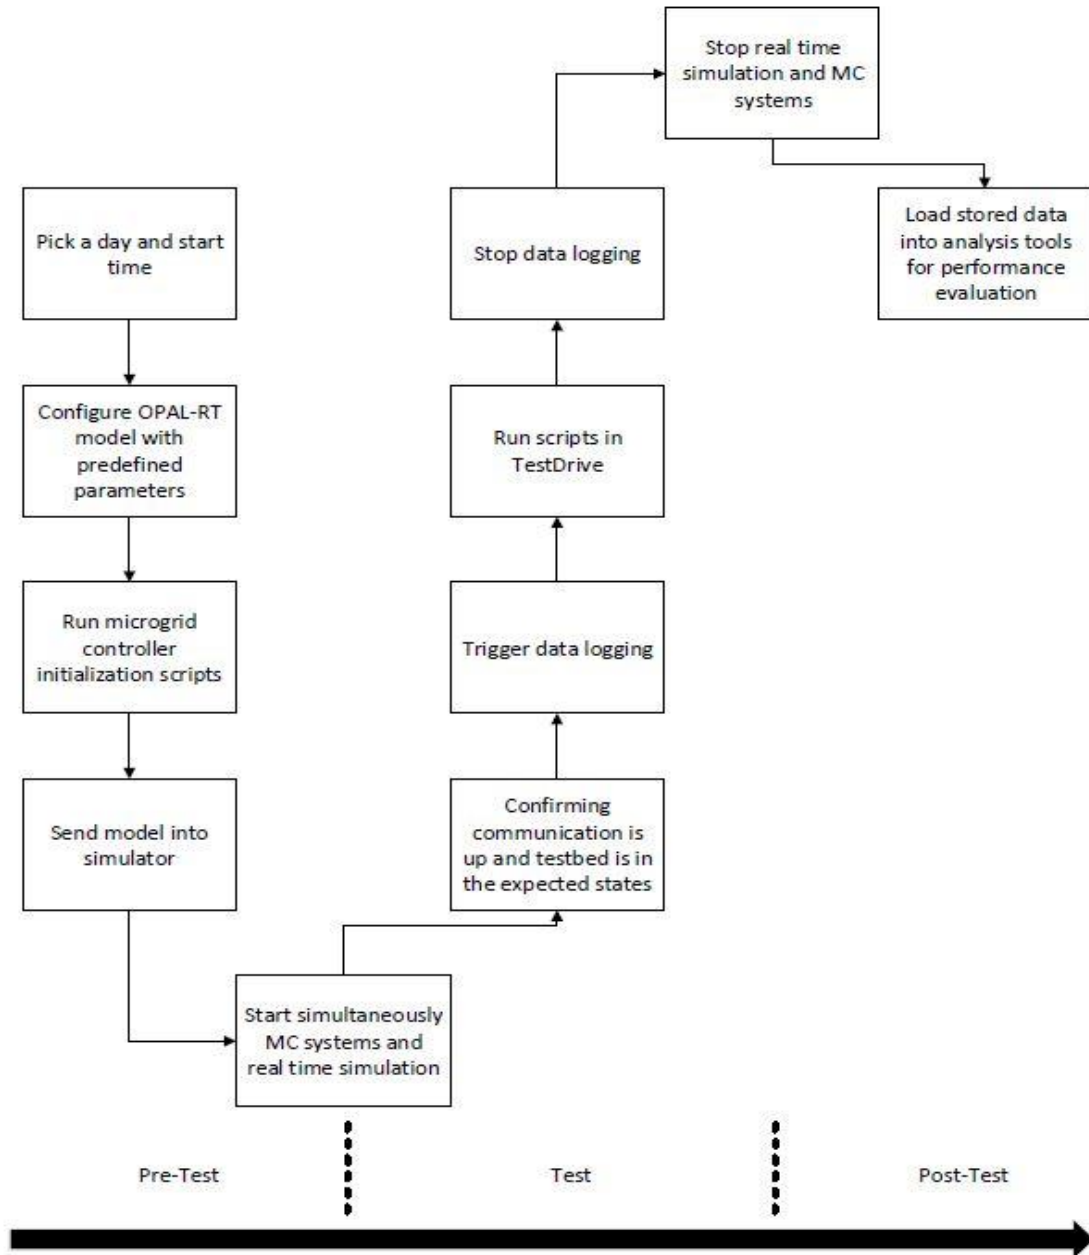 Pick a day and start
time
Configure OPAL-RT
model with
predefined
parameters
Run microgrid
controller
initialization scripts
Send model into
simulator
Start simultaneously
MC systems and
real time simulation
Confirming
communication is
up and testbed is in
the expected states
Trigger data logging
Run scripts in
TestDrive
Stop data logging
Stop real time
simulation and MC
systems
Load stored data
into analysis tools
for performance
evaluation
Pre-Test
Test
Post-Test